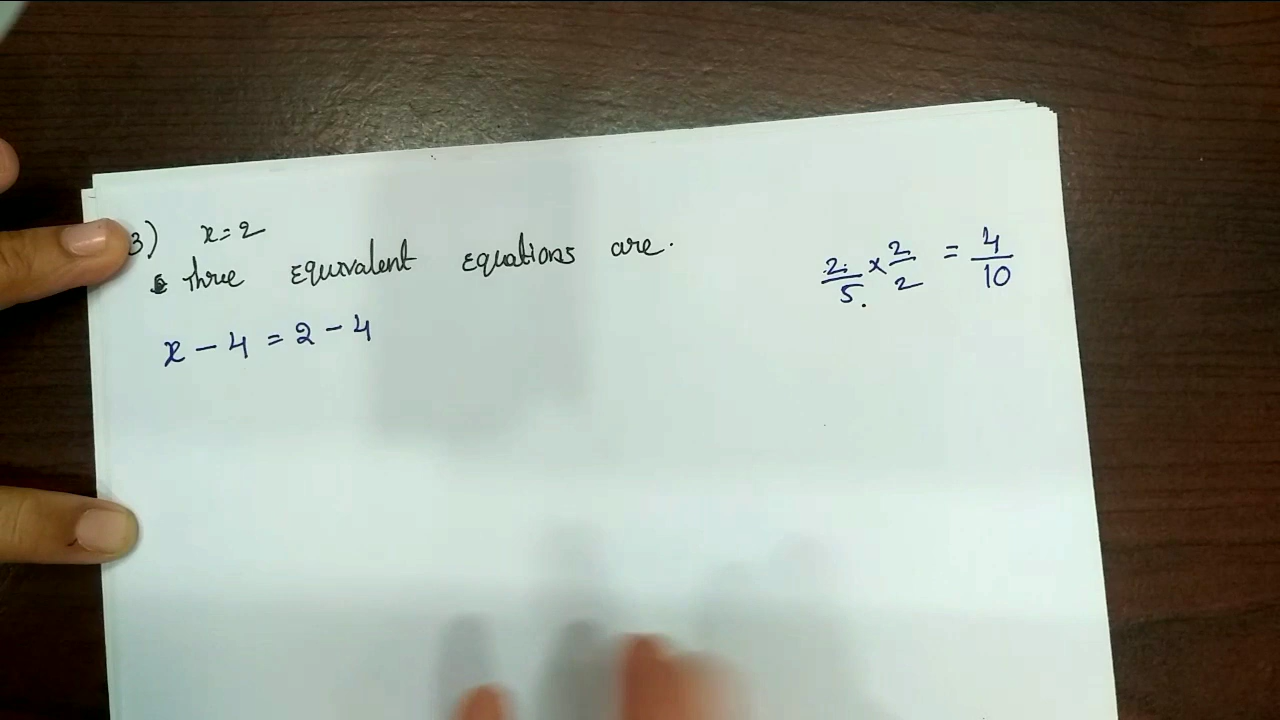 3) x=2
three equivalent equations are.
x - 4 = 2 - 4
2/5 × 2/2 = 4/10